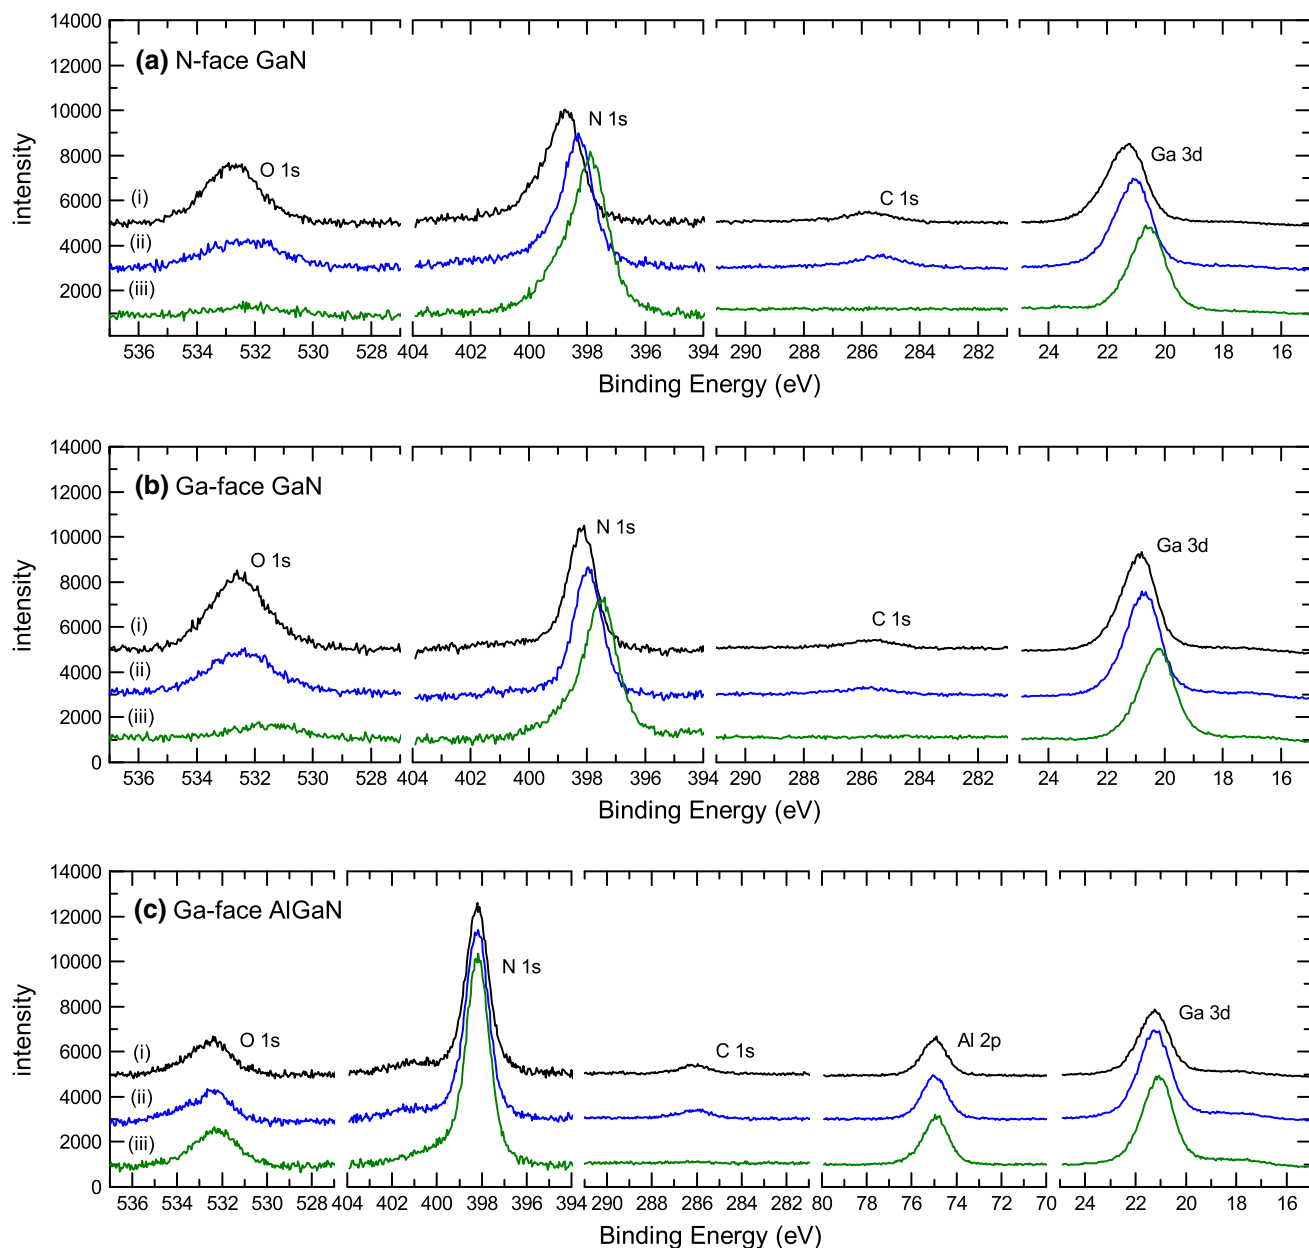 14000
12000
10000
8000
6000
4000
2000
intensity
(a) N-face GaN
O 1s
N 1s
C 1s
Ga 3d
(i)
(ii)
(iii)
536 534 532 530 528 404 402 400 398 396 394 290 288 286 284 282 24 22 20 18 16
Binding Energy (eV)
14000
12000
10000
8000
6000
4000
2000
0
intensity
(b) Ga-face GaN
O 1s
N 1s
C 1s
Ga 3d
(i)
(ii)
(iii)
536 534 532 530 528 404 402 400 398 396 394 290 288 286 284 282 24 22 20 18 16
Binding Energy (eV)
14000
12000
10000
8000
6000
4000
2000
0
intensity
(c) Ga-face AlGaN
O 1s
N 1s
C 1s
Al 2p
Ga 3d
(i)
(ii)
(iii)
536 534 532 530 528 404 402 400 398 396 394 290 288 286 284 282 80 78 76 74 72 70 24 22 20 18 16
Binding Energy (eV)